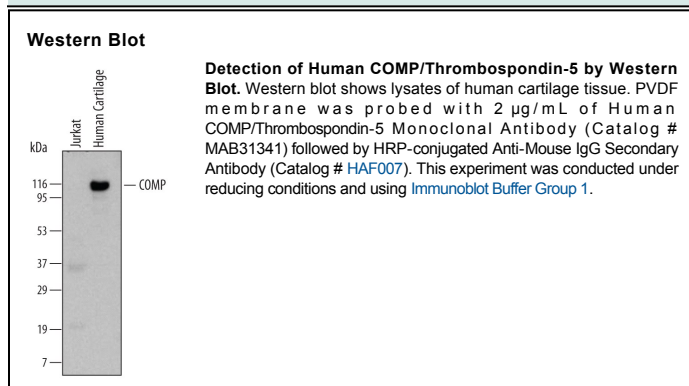 Western Blot
Jurkat
Human Cartilage
kDa
116
COMP
95
53
37
29
19
7
Detection of Human COMP/Thrombospondin-5 by Western
Blot. Western blot shows lysates of human cartilage tissue. PVDF
membrane was probed with 2 µg/mL of Human
COMP/Thrombospondin-5 Monoclonal Antibody (Catalog #
MAB31341) followed by HRP-conjugated Anti-Mouse IgG Secondary
Antibody (Catalog # HAF007). This experiment was conducted under
reducing conditions and using Immunoblot Buffer Group 1.